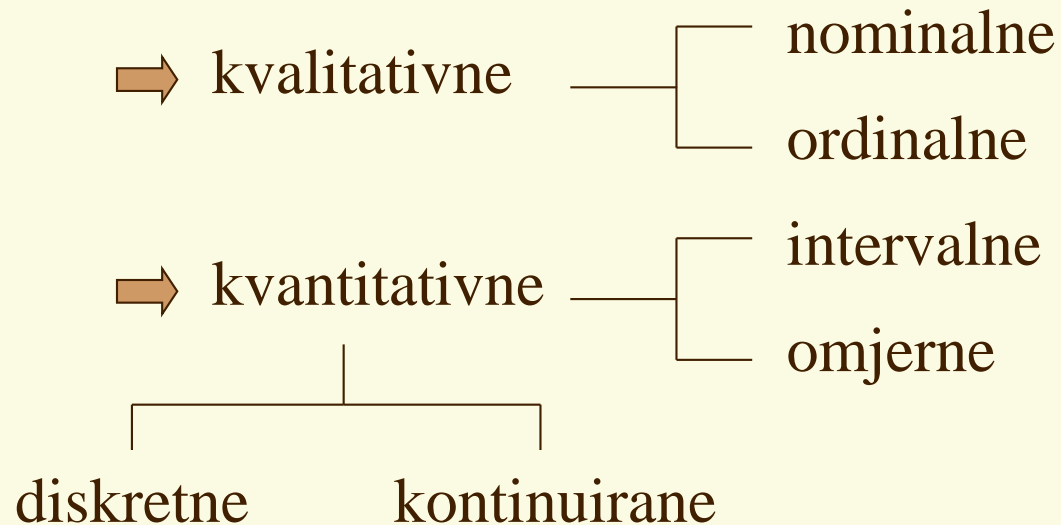 kvalitativne
nominalne
ordinalne
kvantitativne
intervalne
omjerne
diskretne
kontinuirane